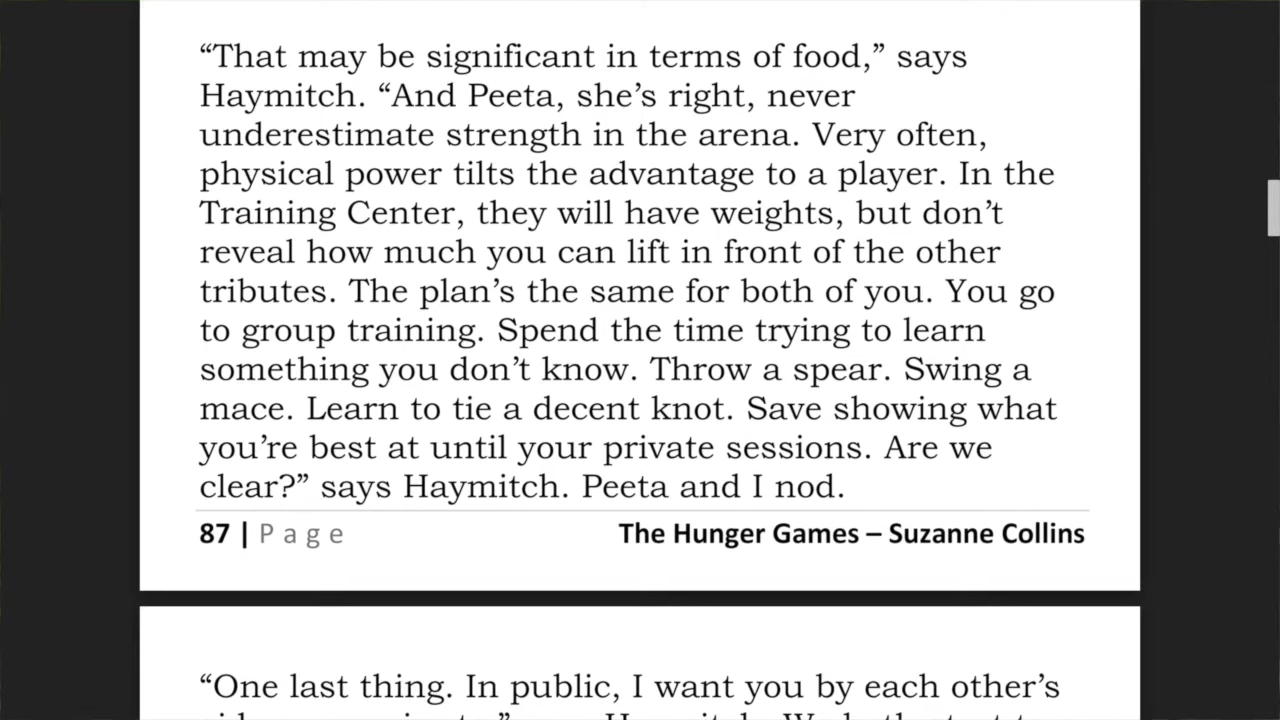 “That may be significant in terms of food,” says
Haymitch. “And Peeta, she’s right, never
underestimate strength in the arena. Very often,
physical power tilts the advantage to a player. In the
Training Center, they will have weights, but don’t
reveal how much you can lift in front of the other
tributes. The plan’s the same for both of you. You go
to group training. Spend the time trying to learn
something you don’t know. Throw a spear. Swing a
mace. Learn to tie a decent knot. Save showing what
you’re best at until your private sessions. Are we
clear?” says Haymitch. Peeta and I nod.
87 | Page The Hunger Games – Suzanne Collins
“One last thing. In public, I want you by each other’s